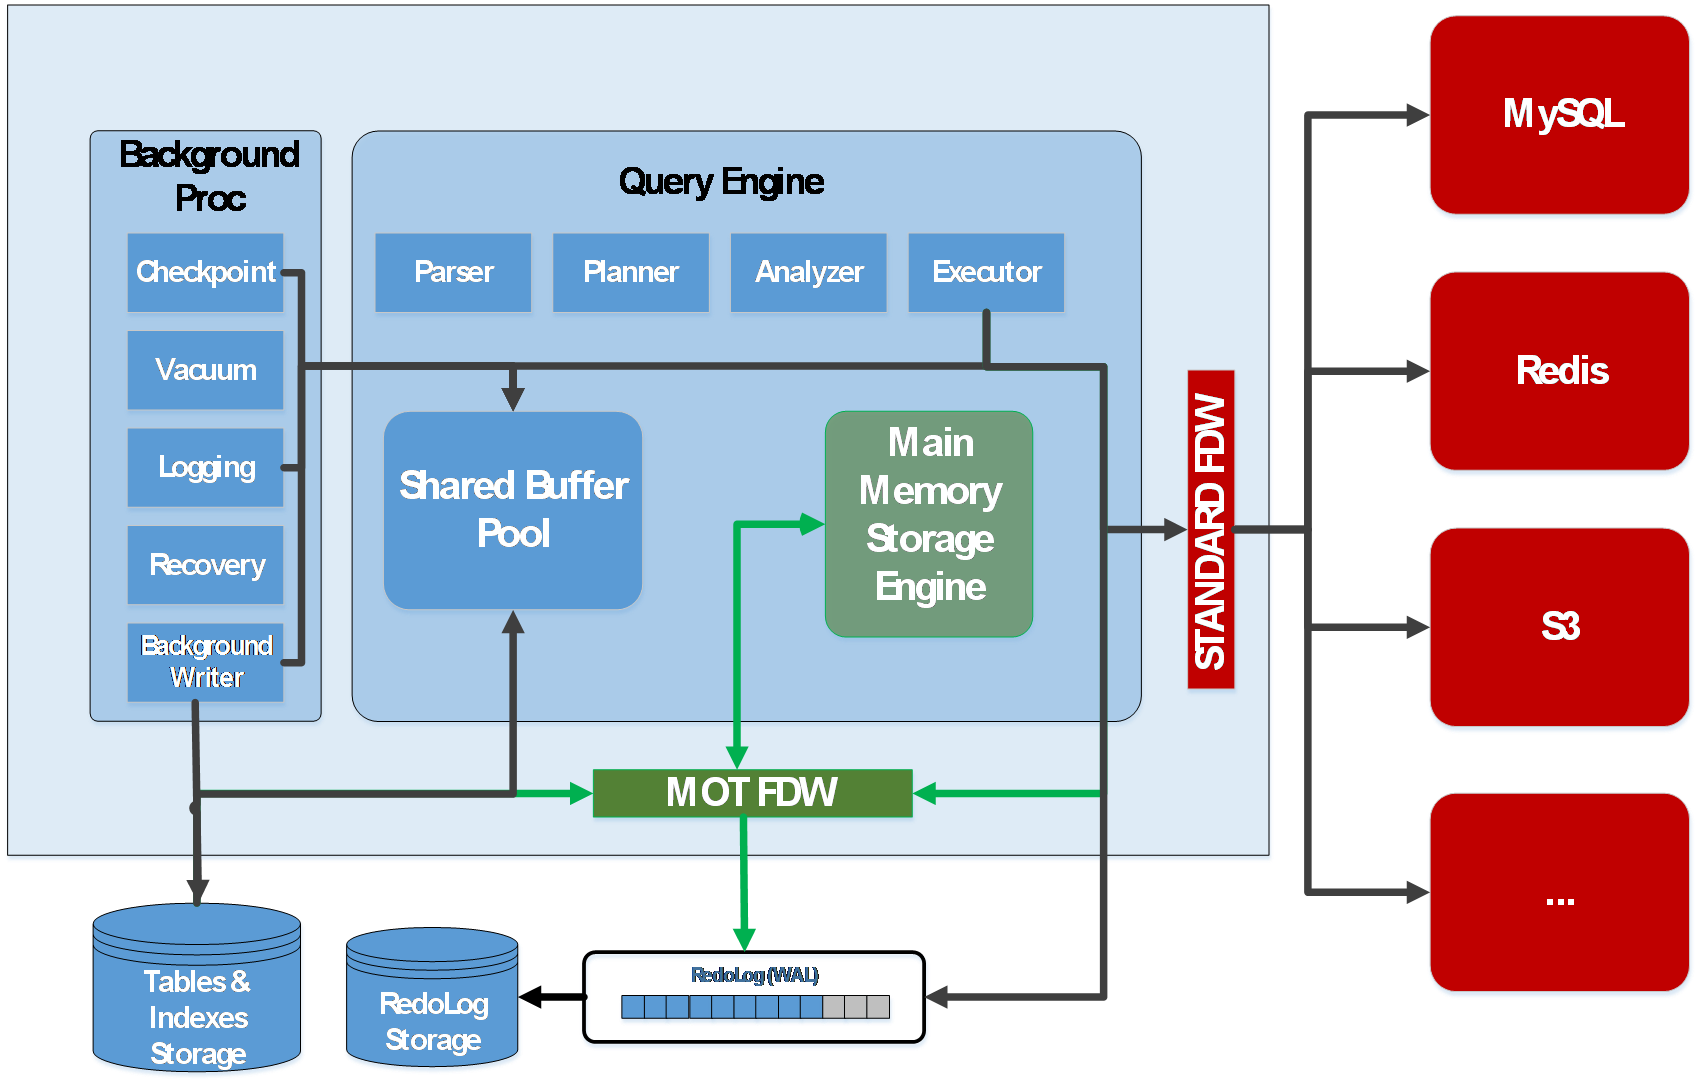 Background
Proc
Checkpoint
Vacuum
Logging
Recovery
Background
Writer
Query Engine
Parser
Planner
Analyzer
Executor
Shared Buffer
Pool
Main
Memory
Storage
Engine
STANDARD FDW
MySQL
Redis
S3
...
MOT FDW
Tables &
Indexes
Storage
RedoLog
Storage
RedoLog (WAL)